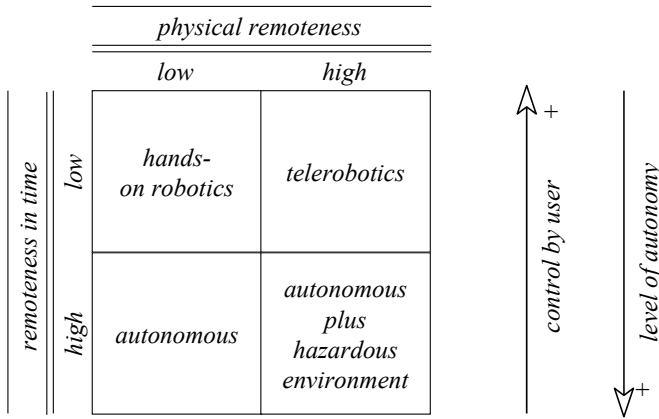 physical remoteness
low high
remoteness in time
low
hands-
on robotics
telerobotics
high
autonomous
autonomous
plus
hazardous
environment
+
control by user
level of autonomy
+